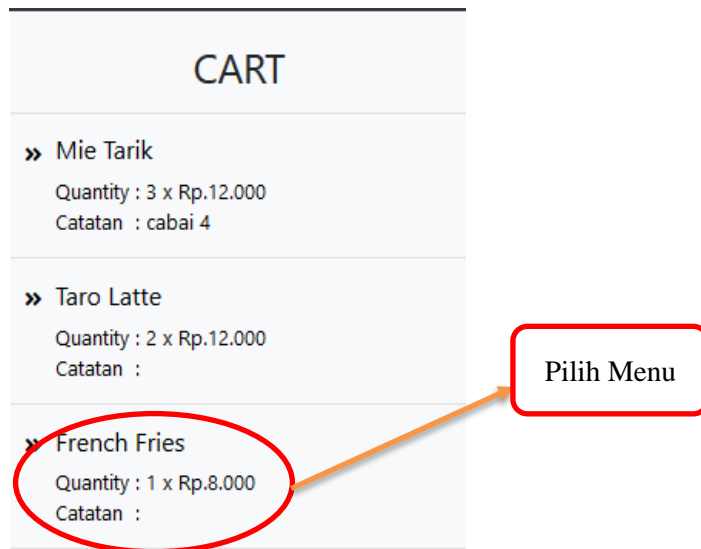 CART
» Mie Tarik
Quantity : 3 x Rp.12.000
Catatan : cabai 4
» Taro Latte
Quantity : 2 x Rp.12.000
Catatan :
Pilih Menu
» French Fries
Quantity : 1 x Rp.8.000
Catatan :